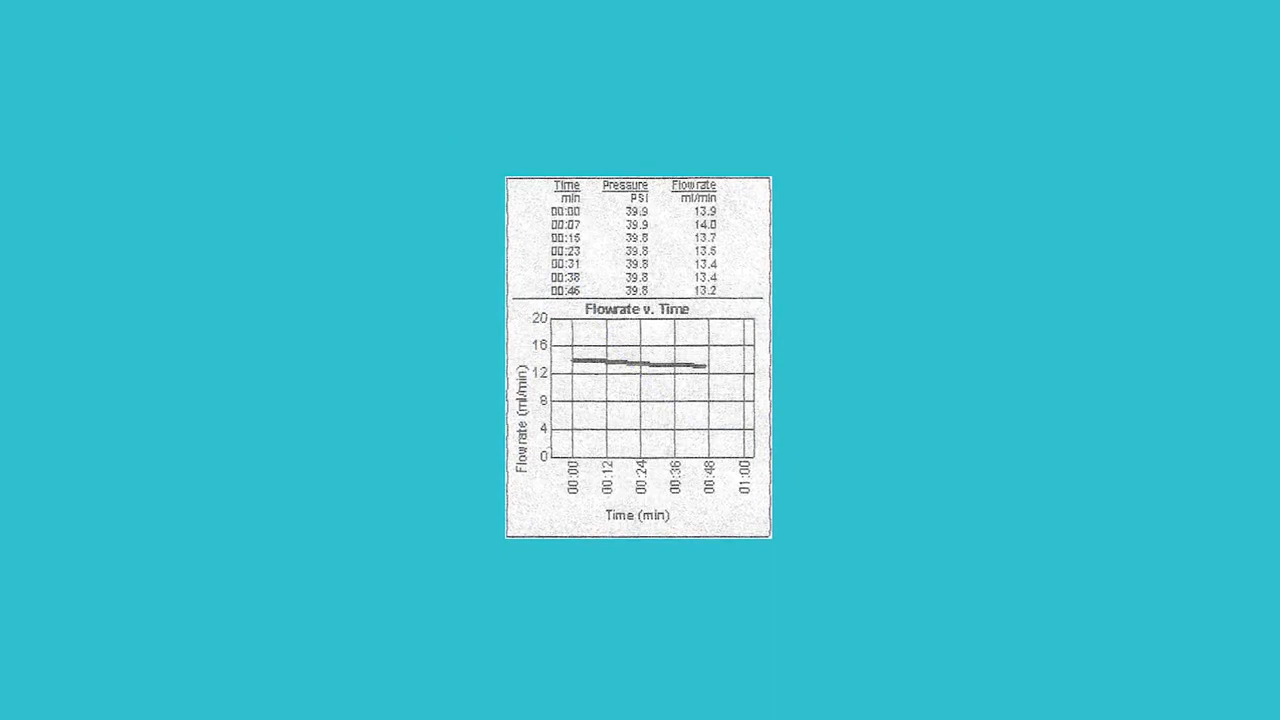 Time Pressure Flowrate
min PSI ml/min
00:00 39.9 13.9
00:07 39.9 14.0
00:15 39.8 13.7
00:23 39.8
00:31 39.8 13.4
00:38 39.8 13.4
00:46 39.8 13.2
Flowrate v. Time
20
16
12
8
4
0
Flowrate (ml/min)
00:00 00:12 00:24 00:36 00:48 01:00
Time (min)